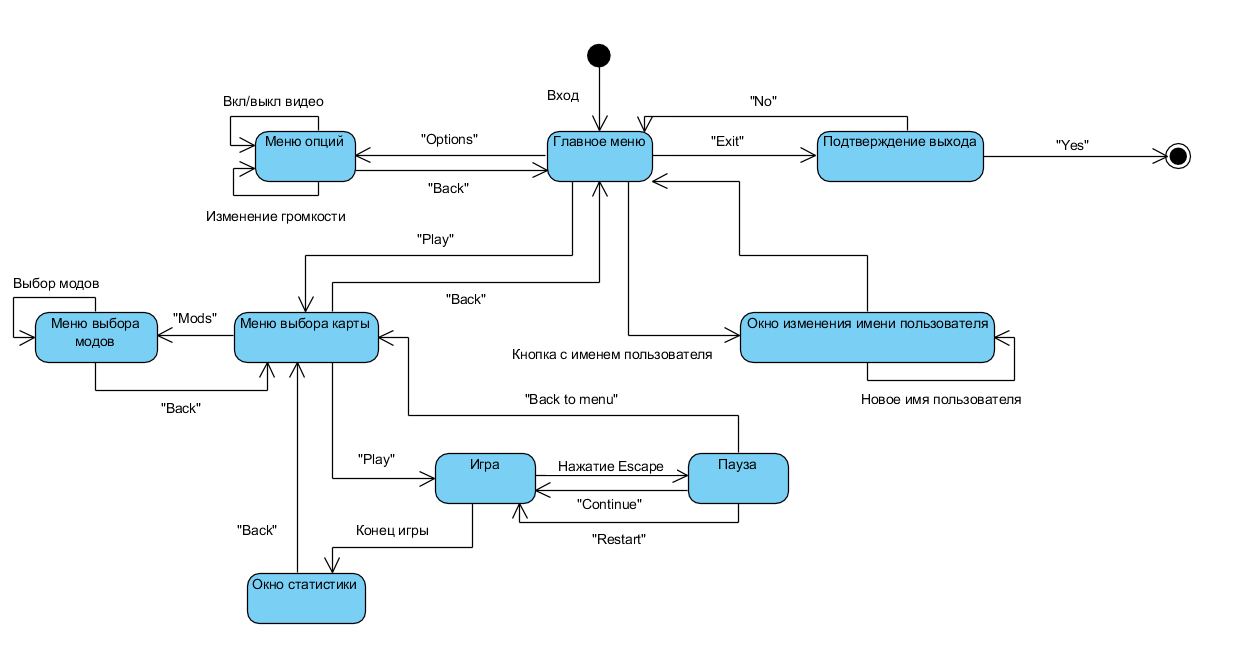 Вход
Вкл/выкл видео
"No"
Меню опций
"Options"
Главное меню
"Exit"
Подтверждение выхода
"Yes"
"Back"
Изменение громкости
"Play"
Выбор модов
"Back"
"Mods"
Меню выбора
модов
Меню выбора карты
Окно изменения имени пользователя
Кнопка с именем пользователя
"Back"
"Back to menu"
Новое имя пользователя
"Play"
Игра
Нажатие Escape
Пауза
"Continue"
"Back"
Конец игры
"Restart"
Окно статистики